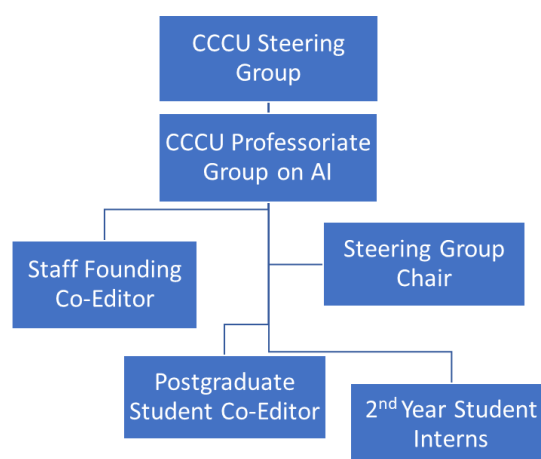 CCCU Steering
Group
CCCU Professoriate
Group on AI
Staff Founding
Co-Editor
Steering Group
Chair
Postgraduate
Student Co-Editor
2nd Year Student
Interns